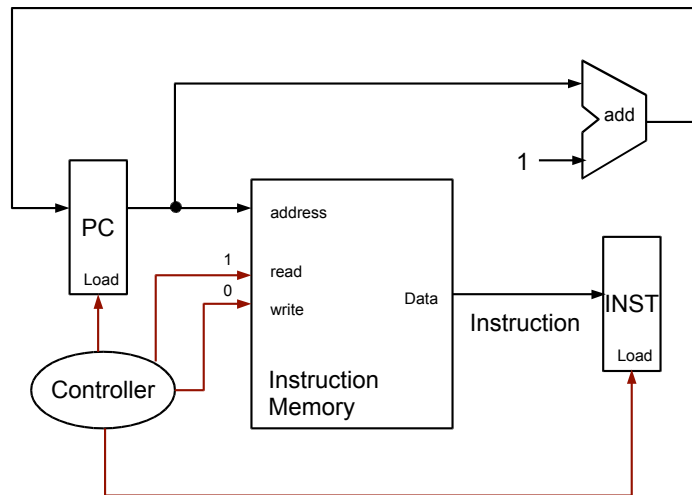 add
1
PC
Load
address
1
read
0
write
Data
Instruction
INST
Load
Controller
Instruction
Memory